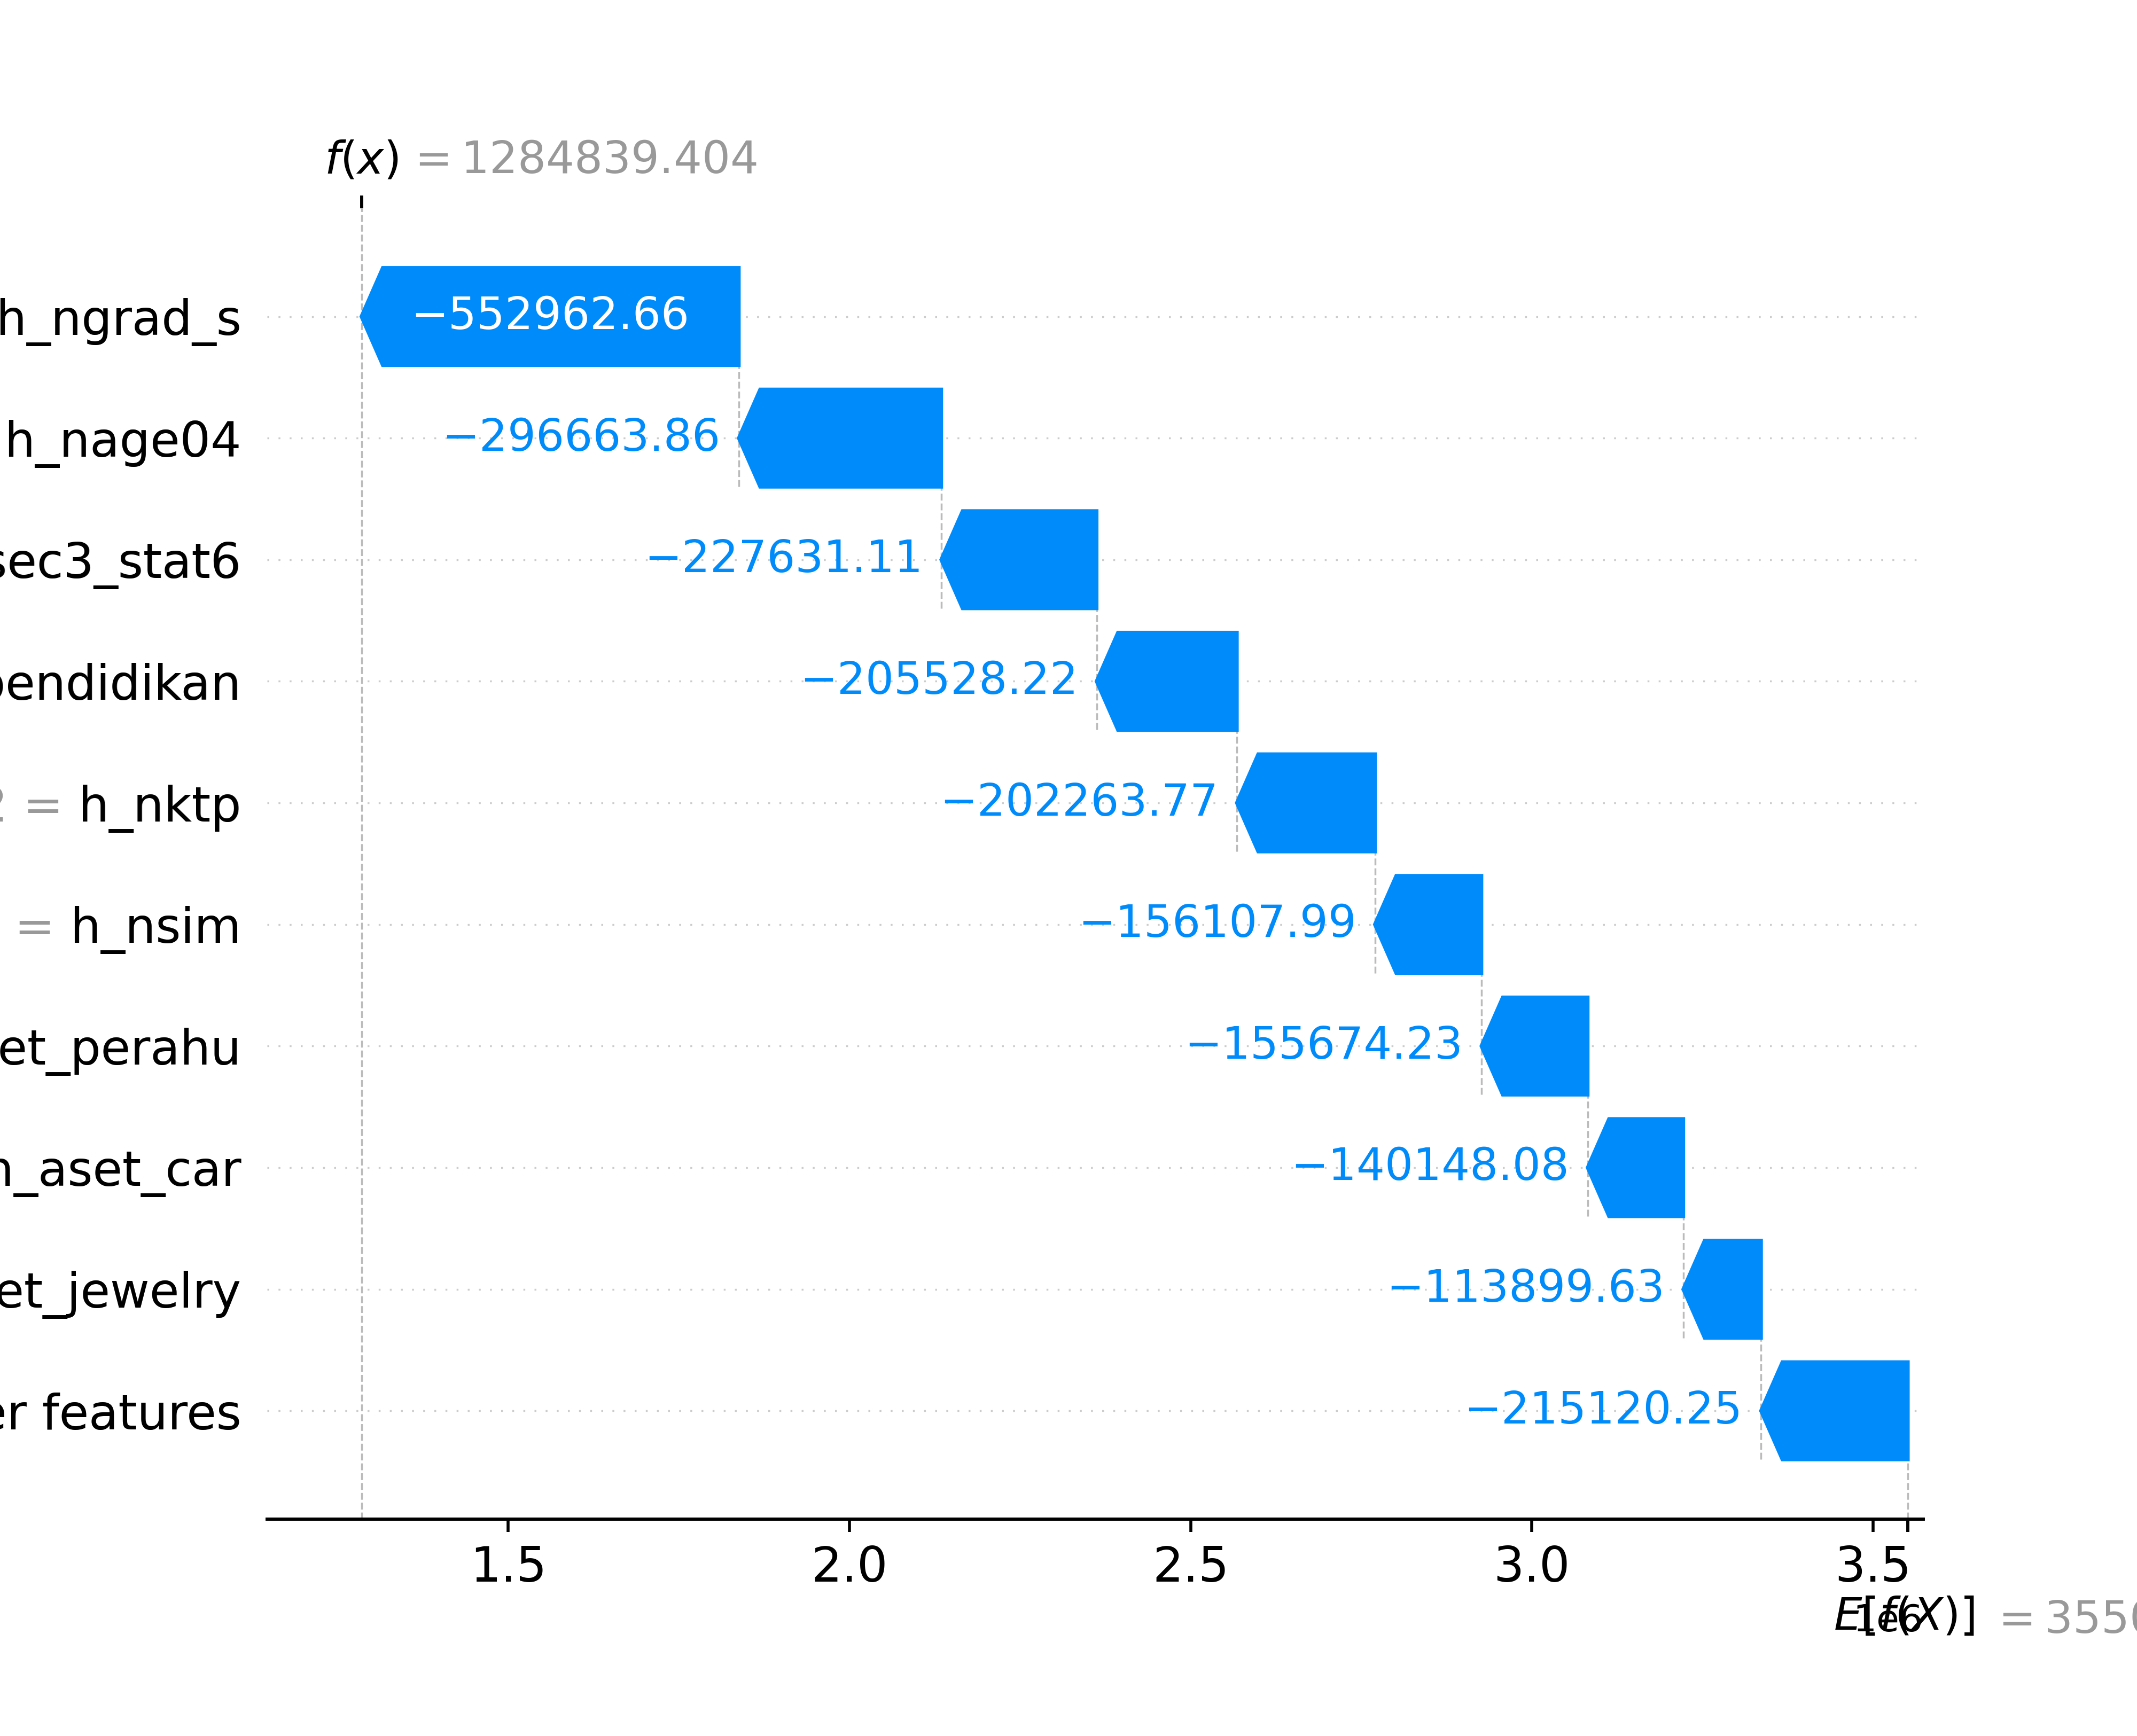 f(x) = 1284839.404
h_ngrad_s −552962.66
h_nage04 −296663.86
sec3_stat6 −227631.11
pendidikan −205528.22
= h_nktp −202263.77
= h_nsim −156107.99
et_perahu −155674.23
h_aset_car −140148.08
et_jewelry −113899.63
er features −215120.25
1.5 2.0 2.5 3.0 3.5
1e6
E[f(X)] = 3550